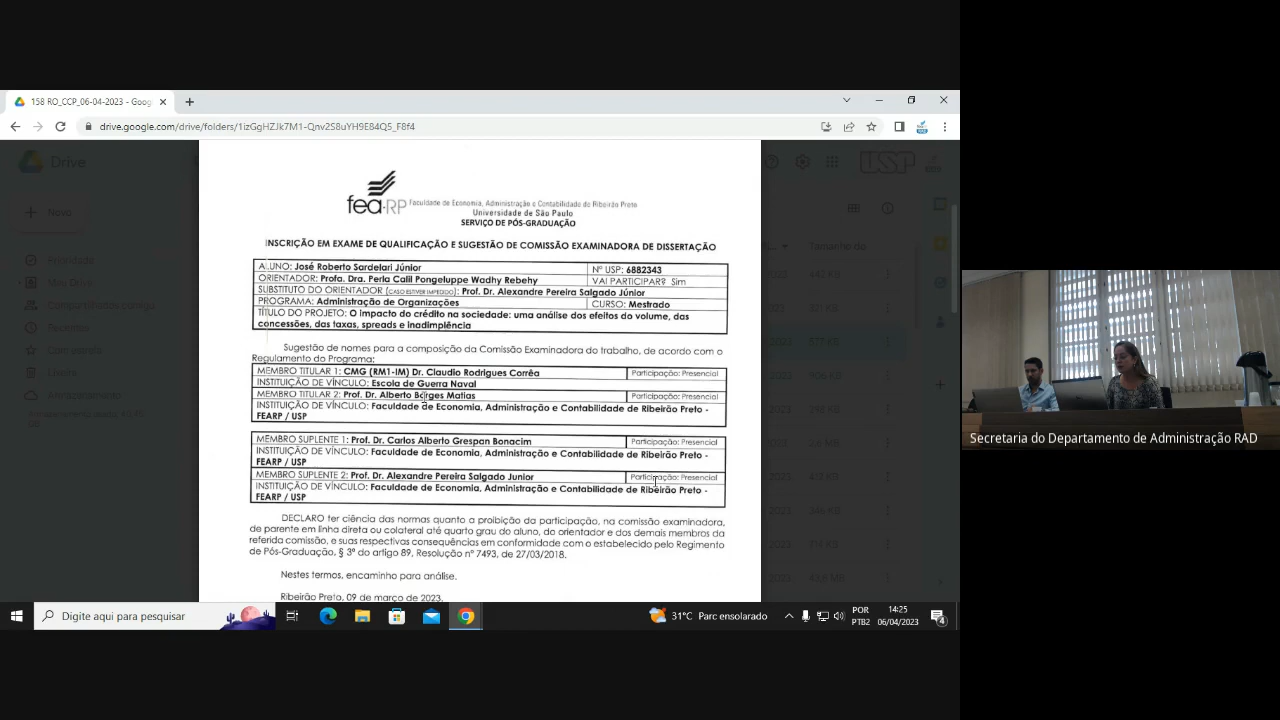 158 RO_CCP_06-04-2023 - Goog
drive.google.com/drive/folders/1izGgHZJk7M1-Qnv2S8uYH9E84Q5_F8f4
Drive
USP
Novo
Prioridade
Meu Drive
Recentes
Lixeira
Tamanho do
fea-RP
Faculdade de Economia, Administração e Contabilidade de Ribeirão Preto
Universidade de São Paulo
SERVIÇO DE PÓS-GRADUAÇÃO
INSCRIÇÃO EM EXAME DE QUALIFICAÇÃO E SUGESTÃO DE COMISSÃO EXAMINADORA DE DISSERTAÇÃO
ALUNO: José Roberto Sardelari Júnior Nº USP: 6882343
ORIENTADOR: Profa. Dra. Perla Calil Pongeluppe Wadhy Rebehy VAI PARTICIPAR? Sim
SUBSTITUTO DO ORIENTADOR (CASO ESTIVER IMPEDIDO): Prof. Dr. Alexandre Pereira Salgado Júnior
PROGRAMA: Administração de Organizações CURSO: Mestrado
TÍTULO DO PROJETO: O impacto do crédito na sociedade: uma análise dos efeitos do volume, das
concessões, das taxas, spreads e inadimplência
Sugestão de nomes para a composição da Comissão Examinadora do trabalho, de acordo com o
Regulamento do Programa:
MEMBRO TITULAR 1: CMG (RM1-IM) Dr. Claudio Rodrigues Corrêa Participação: Presencial
INSTITUIÇÃO DE VÍNCULO: Escola de Guerra Naval
MEMBRO TITULAR 2: Prof. Dr. Alberto Borges Matias Participação: Presencial
INSTITUIÇÃO DE VÍNCULO: Faculdade de Economia, Administração e Contabilidade de Ribeirão Preto -
FEARP / USP
MEMBRO SUPLENTE 1: Prof. Dr. Carlos Alberto Grespan Bonacim Participação: Presencial
INSTITUIÇÃO DE VÍNCULO: Faculdade de Economia, Administração e Contabilidade de Ribeirão Preto -
FEARP / USP
MEMBRO SUPLENTE 2: Prof. Dr. Alexandre Pereira Salgado Junior Participação: Presencial
INSTITUIÇÃO DE VÍNCULO: Faculdade de Economia, Administração e Contabilidade de Ribeirão Preto -
FEARP / USP
DECLARO ter ciência das normas quanto a proibição da participação, na comissão examinadora,
de parente em linha direta ou colateral até quarto grau do aluno, do orientador e dos demais membros da
referida comissão, e suas respectivas consequências em conformidade com o estabelecido pelo Regimento
de Pós-Graduação, § 3º do artigo 89, Resolução nº 7493, de 27/03/2018.
Nestes termos, encaminho para análise.
Ribeirão Preto, 09 de março de 2023.
Secretaria do Departamento de Administração RAD
Digite aqui para pesquisar
31°C Parc ensolarado
POR
PTB2
14:25
06/04/2023
4